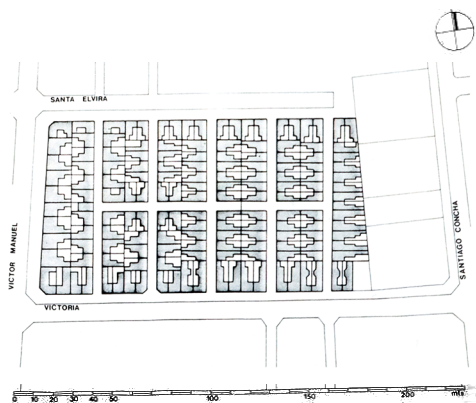 SANTA ELVIRA
VICTOR MANUEL
SANTIAGO CONCHA
VICTORIA
0 10 20 30 40 50 100 150 200 mts